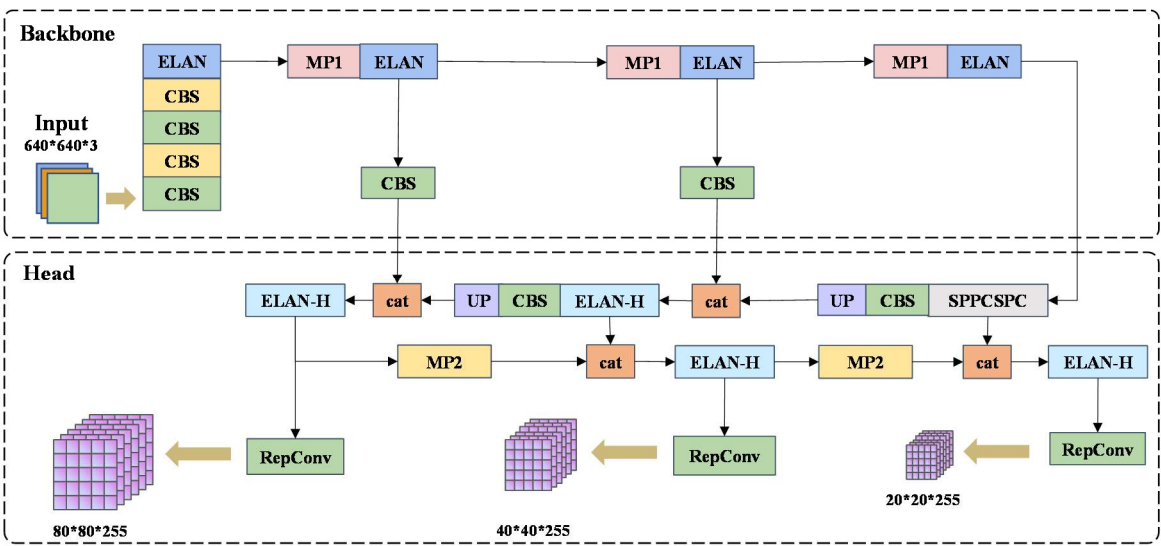 Backbone
ELAN
MP1 ELAN
MP1 ELAN
MP1 ELAN
CBS
CBS
CBS
CBS
Input
640*640*3
CBS
CBS
Head
ELAN-H
cat
UP CBS ELAN-H
cat
UP CBS SPPCSPC
MP2
cat
ELAN-H
MP2
cat
ELAN-H
RepConv
RepConv
RepConv
80*80*255
40*40*255
20*20*255